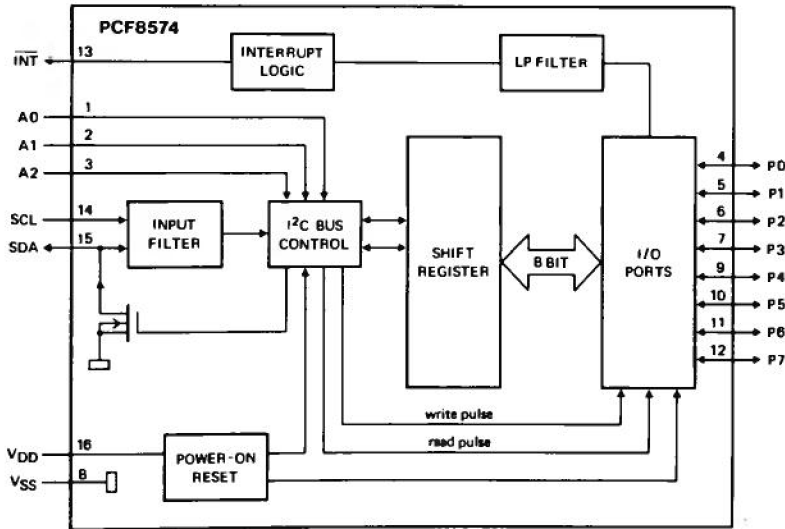 PCF8574
INT 13
INTERRUPT LOGIC
LP FILTER
A0 1
A1 2
A2 3
SCL 14
SDA 15
INPUT FILTER
I²C BUS CONTROL
SHIFT REGISTER
8 BIT
I/O PORTS
4 P0
5 P1
6 P2
7 P3
9 P4
10 P5
11 P6
12 P7
write pulse
read pulse
VDD 16
VSS 8
POWER-ON RESET